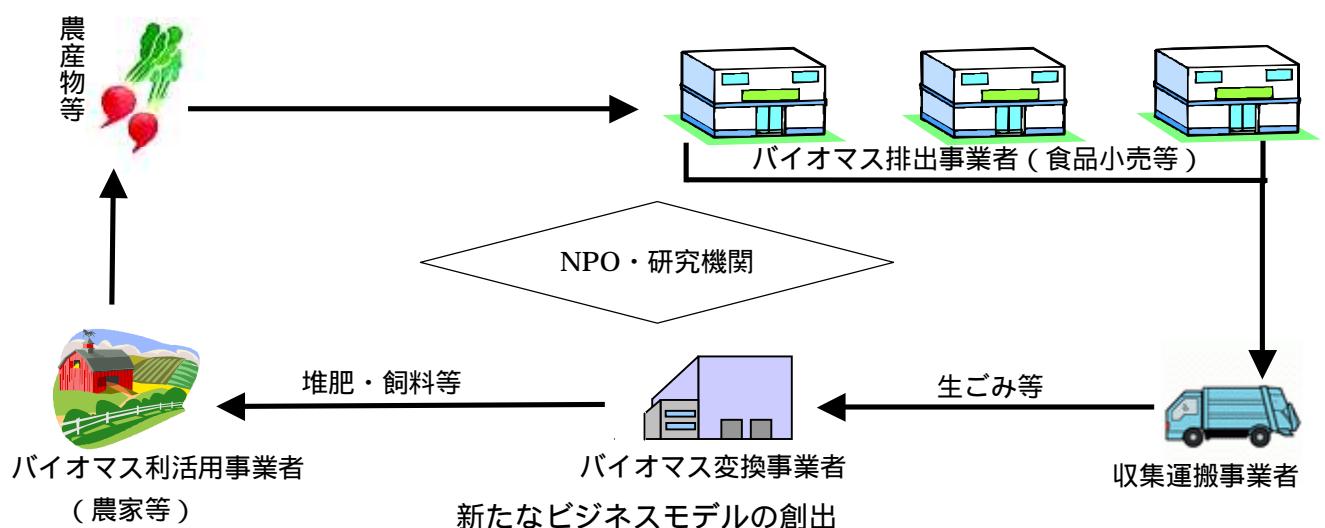 農産物等
バイオマス排出事業者(食品小売等)
NPO・研究機関
堆肥・飼料等
生ごみ等
バイオマス利活用事業者
(農家等)
バイオマス変換事業者
収集運搬事業者
新たなビジネスモデルの創出